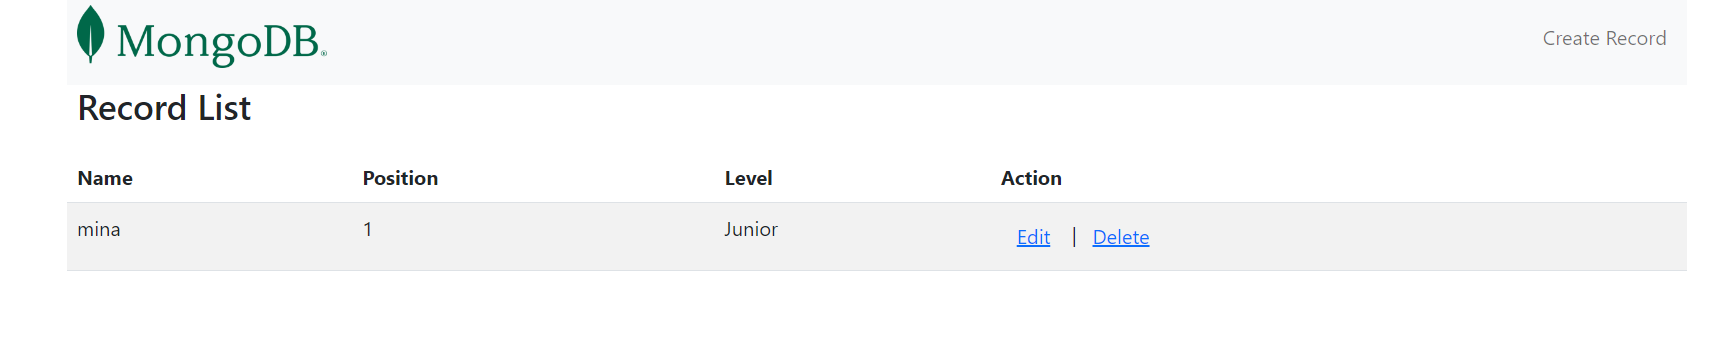 MongoDB®
Create Record
Record List
Name Position Level Action
mina 1 Junior Edit | Delete